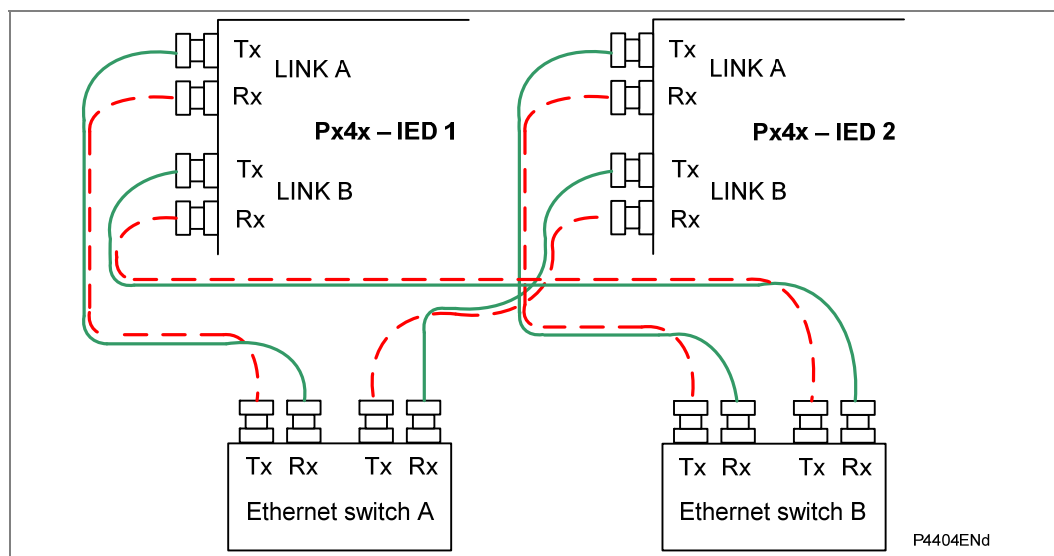 Tx
LINK A
Rx
Px4x – IED 1
Tx
LINK B
Rx
Tx
LINK A
Rx
Px4x – IED 2
Tx
LINK B
Rx
Tx Rx Tx Rx
Ethernet switch A
Tx Rx Tx Rx
Ethernet switch B
P4404ENd